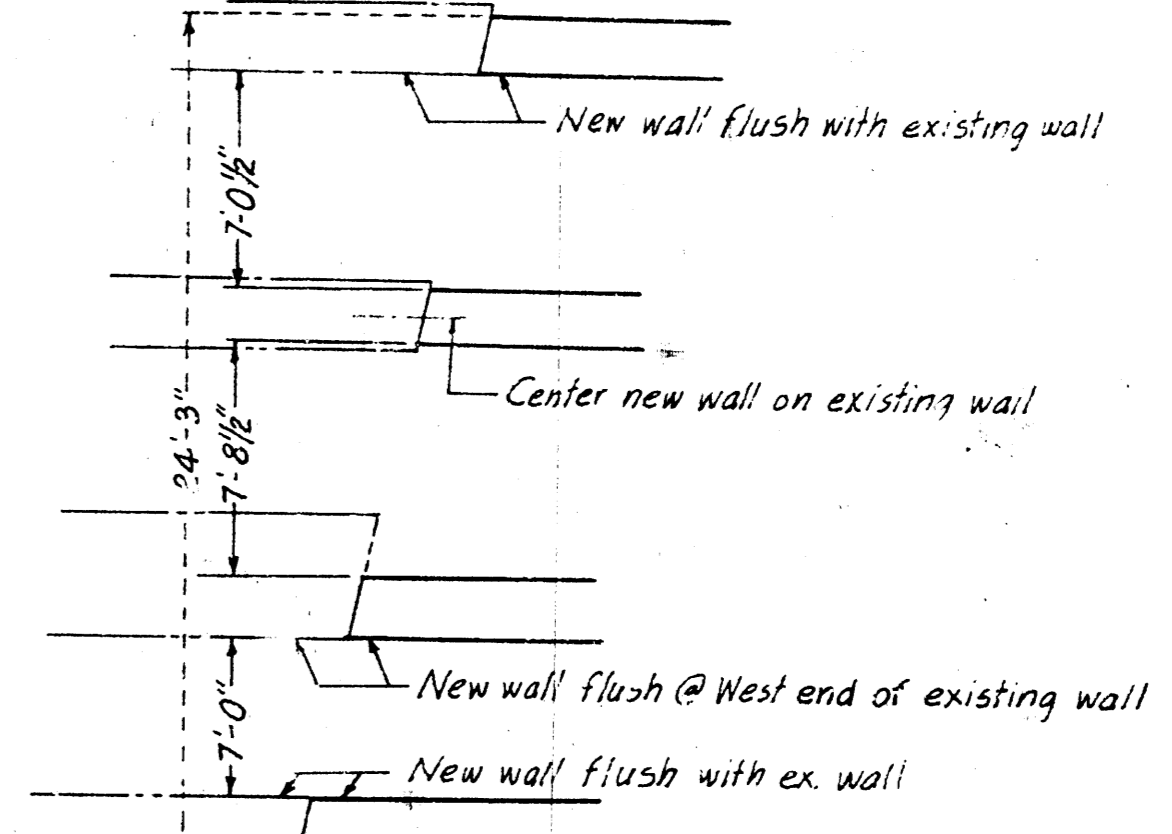 New wall flush with existing wall
7'-0½"
Center new wall on existing wall
24'-3"
7'-8½"
New wall flush @ West end of existing wall
7'-0"
New wall flush with ex. wall